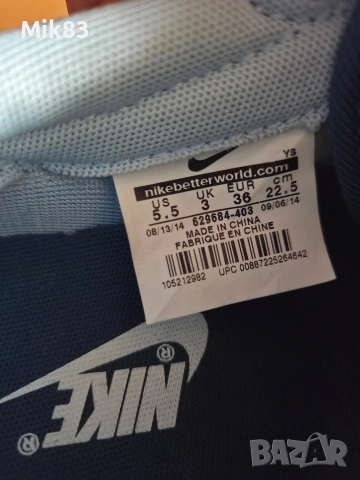 Mik83
YS
nikebetterworld.com
US UK EUR cm
5.5 3 36 22.5
08/13/14 629684-403 09/06/14
MADE IN CHINA
FABRIQUE EN CHINE
105212982 UPC 00887225264642
NIKE®
®
BAZAR